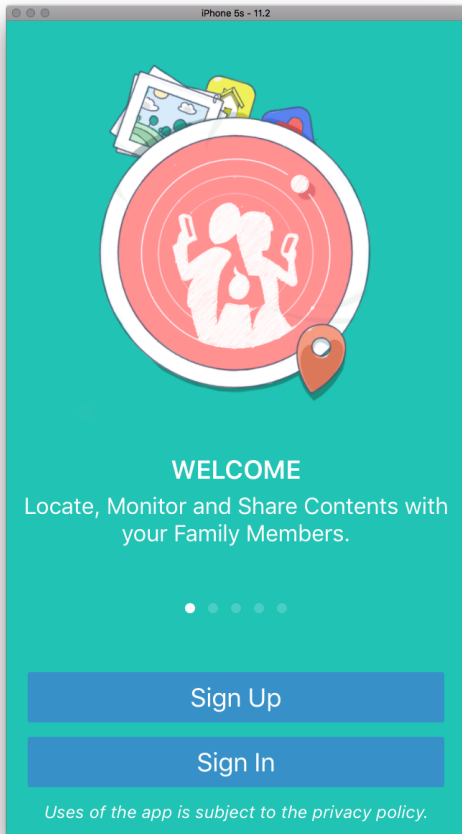 iPhone 5s - 11.2
WELCOME
Locate, Monitor and Share Contents with
your Family Members.
Sign Up
Sign In
Uses of the app is subject to the privacy policy.